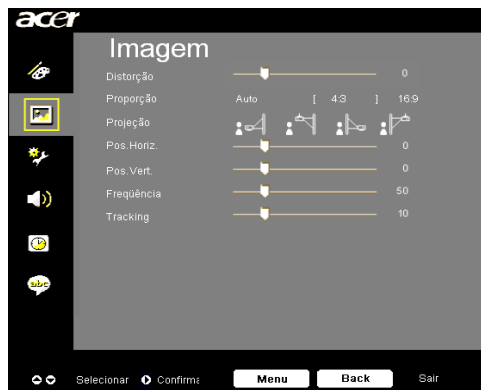 acer
Imagem
Distorção 0
Proporção Auto [ 4:3 ] 16:9
Projeção
Pos.Horiz. 0
Pos.Vert. 0
Freqüência 50
Tracking 10
abc
Selecionar Confirma Menu Back Sair